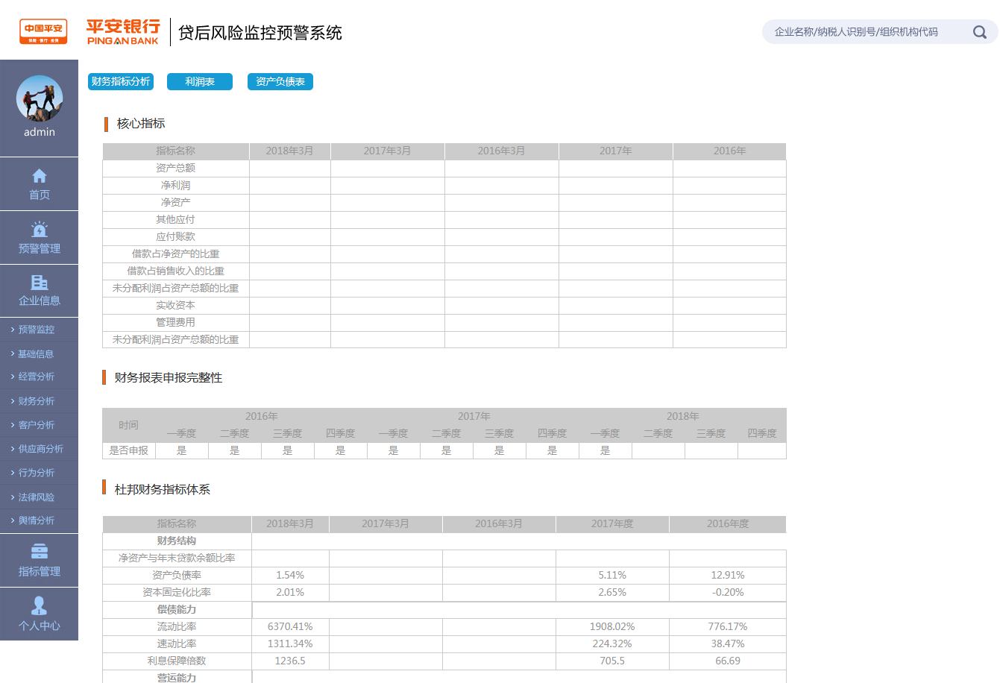 中国平安
保险·银行·投资
平安银行
PING AN BANK
贷后风险监控预警系统
企业名称/纳税人识别号/组织机构代码
admin
首页
预警管理
企业信息
预警监控
基础信息
经营分析
财务分析
客户分析
供应商分析
行为分析
法律风险
舆情分析
指标管理
个人中心
财务指标分析 利润表 资产负债表
核心指标
指标名称 2018年3月 2017年3月 2016年3月 2017年 2016年
资产总额
净利润
净资产
其他应付
应付账款
借款占净资产的比重
借款占销售收入的比重
未分配利润占资产总额的比重
实收资本
管理费用
未分配利润占资产总额的比重
财务报表申报完整性
时间 2016年 2017年 2018年
一季度 二季度 三季度 四季度 一季度 二季度 三季度 四季度 一季度 二季度 三季度 四季度
是否申报 是 是 是 是 是 是 是 是 是
杜邦财务指标体系
指标名称 2018年3月 2017年3月 2016年3月 2017年度 2016年度
财务结构
净资产与年末贷款余额比率
资产负债率 1.54% 5.11% 12.91%
资本固定化比率 2.01% 2.65% -0.20%
偿债能力
流动比率 6370.41% 1908.02% 776.17%
速动比率 1311.34% 224.32% 38.47%
利息保障倍数 1236.5 705.5 66.69
营运能力